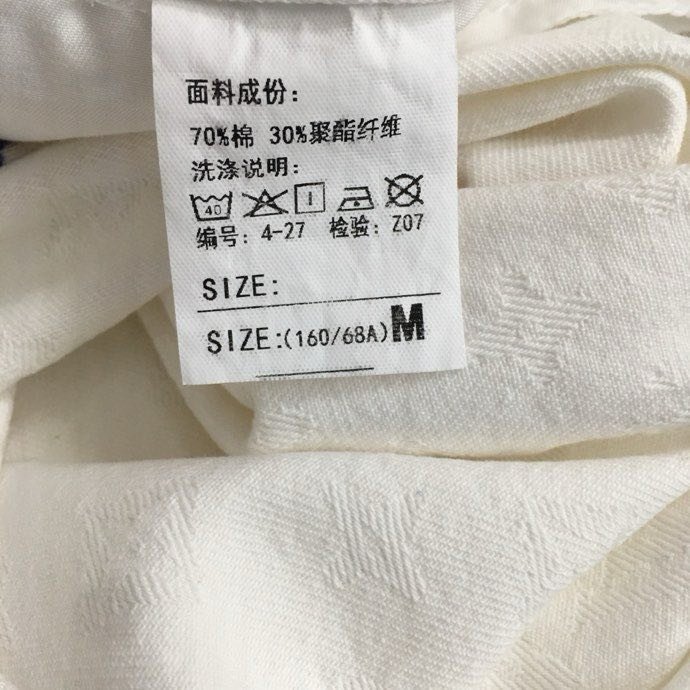 面料成份:
70%棉 30%聚酯纤维
洗涤说明:
40
编号: 4-27 检验: Z07
SIZE:
SIZE:(160/68A) M